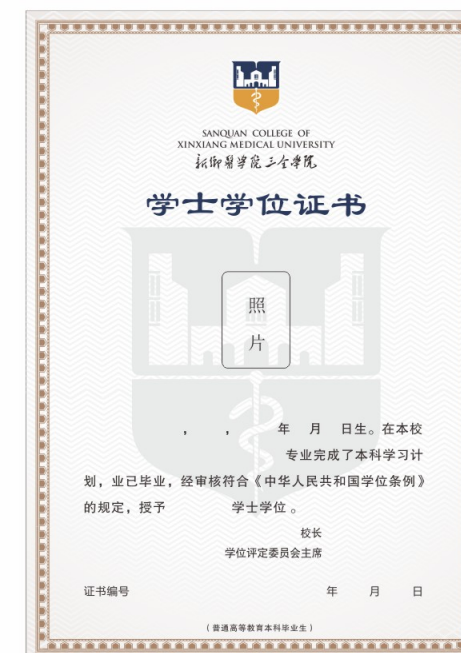 SANQUAN COLLEGE OF
XINXIANG MEDICAL UNIVERSITY
新乡医学院三全学院
学士学位证书
照
片
， ， 年 月 日生。在本校
专业完成了本科学习计
划，业已毕业，经审核符合《中华人民共和国学位条例》
的规定，授予 学士学位。
校长
学位评定委员会主席
证书编号 年 月 日
（普通高等教育本科毕业生）